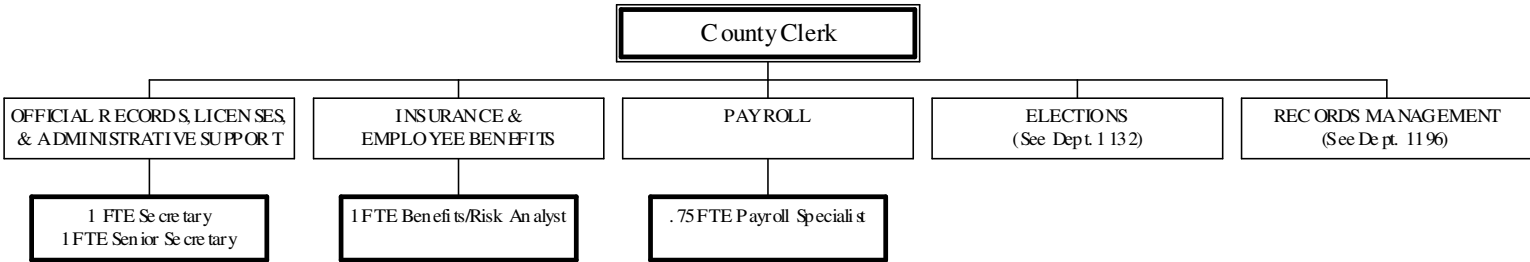 County Clerk
OFFICIAL RECORDS, LICENSES,
& ADMINISTRATIVE SUPPORT
INSURANCE &
EMPLOYEE BENEFITS
PAYROLL
ELECTIONS
(See Dept. 1132)
RECORDS MANAGEMENT
(See Dept. 1196)
1 FTE Secretary
1 FTE Senior Secretary
1 FTE Benefits/Risk Analyst
.75 FTE Payroll Specialist